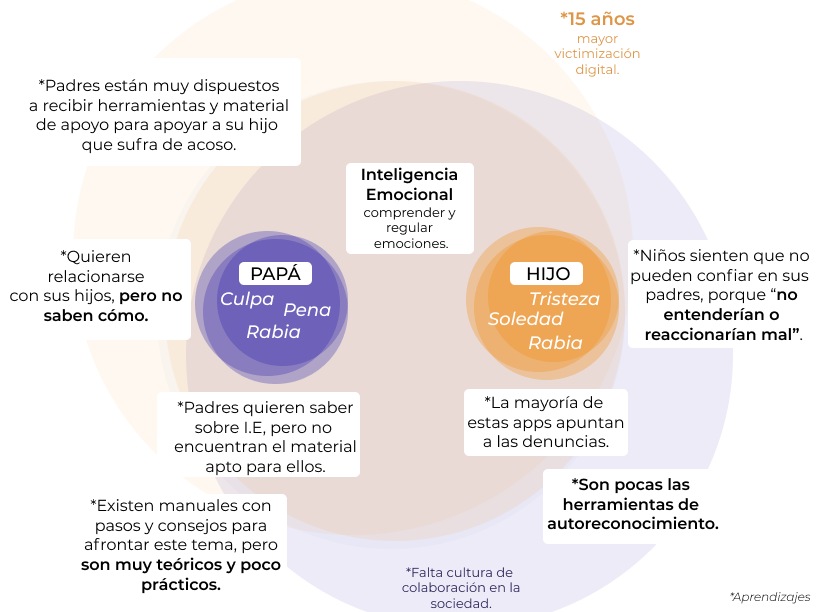 *15 años
mayor
victimización
digital.
*Padres están muy dispuestos
a recibir herramientas y material
de apoyo para apoyar a su hijo
que sufra de acoso.
Inteligencia
Emocional
comprender y
regular
emociones.
*Quieren
relacionarse
con sus hijos, pero no
saben cómo.
PAPÁ
Culpa
Pena
Rabia
HIJO
Tristeza
Soledad
Rabia
*Niños sienten que no
pueden confiar en sus
padres, porque “no
entenderían o
reaccionarían mal”.
*Padres quieren saber
sobre I.E, pero no
encuentran el material
apto para ellos.
*La mayoría de
estas apps apuntan
a las denuncias.
*Existen manuales con
pasos y consejos para
afrontar este tema, pero
son muy teóricos y poco
prácticos.
*Son pocas las
herramientas de
autoreconocimiento.
*Falta cultura de
colaboración en la
sociedad.
*Aprendizajes